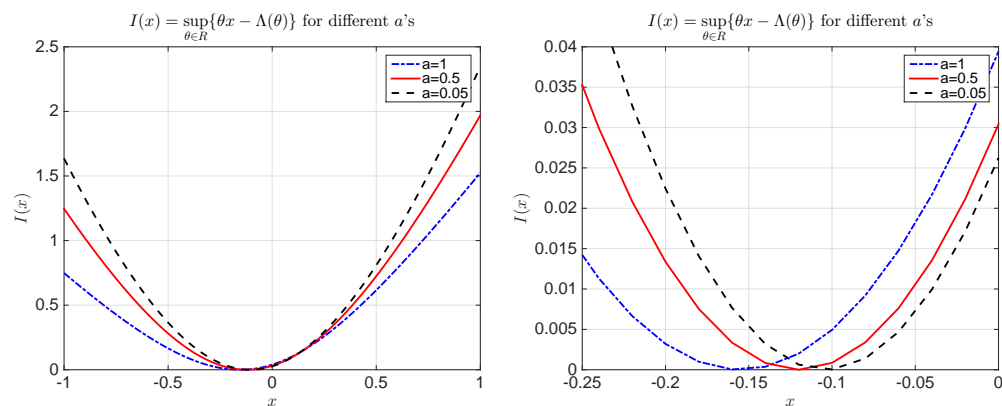 I(x) = sup{θx − Λ(θ)} for different a's
θ∈R
2.5
2
1.5
1
0.5
0
I(x)
-1
-0.5
0
0.5
1
x
a=1
a=0.5
a=0.05
I(x) = sup{θx − Λ(θ)} for different a's
θ∈R
0.04
0.035
0.03
0.025
0.02
0.015
0.01
0.005
0
I(x)
-0.25
-0.2
-0.15
-0.1
-0.05
0
x
a=1
a=0.5
a=0.05